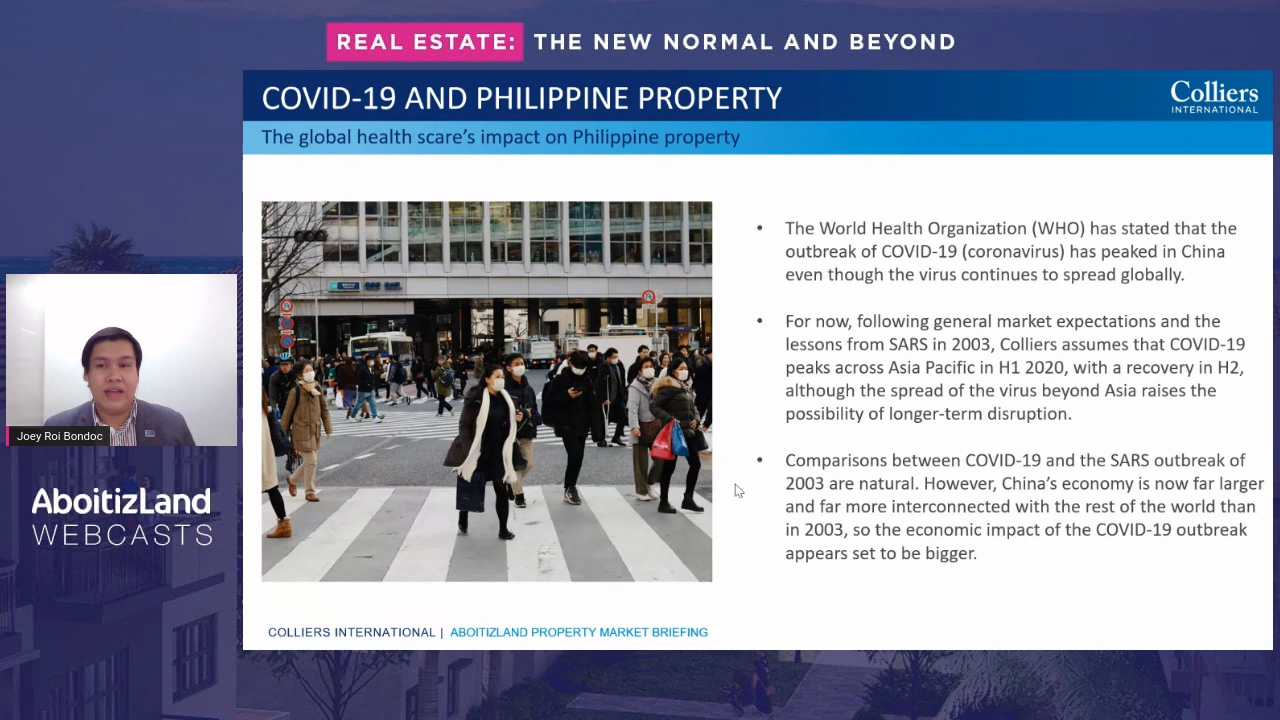 REAL ESTATE: THE NEW NORMAL AND BEYOND
COVID-19 AND PHILIPPINE PROPERTY
Colliers
INTERNATIONAL
The global health scare's impact on Philippine property
• The World Health Organization (WHO) has stated that the
outbreak of COVID-19 (coronavirus) has peaked in China
even though the virus continues to spread globally.
• For now, following general market expectations and the
lessons from SARS in 2003, Colliers assumes that COVID-19
peaks across Asia Pacific in H1 2020, with a recovery in H2,
although the spread of the virus beyond Asia raises the
possibility of longer-term disruption.
• Comparisons between COVID-19 and the SARS outbreak of
2003 are natural. However, China's economy is now far larger
and far more interconnected with the rest of the world than
in 2003, so the economic impact of the COVID-19 outbreak
appears set to be bigger.
Joey Roi Bondoc
AboitizLand
WEBCASTS
COLLIERS INTERNATIONAL | ABOITIZLAND PROPERTY MARKET BRIEFING